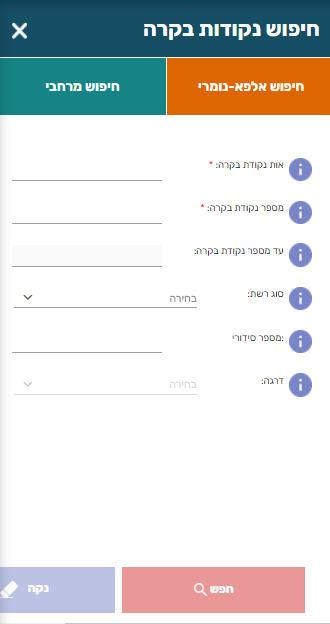 חיפוש נקודות בקרה
חיפוש אלפא-נומרי
חיפוש מרחבי
אות נקודת בקרה: *
מספר נקודת בקרה: *
עד מספר נקודת בקרה:
סוג רשת:
בחירה
:מספר סידורי
דרגה:
בחירה
חפש
נקה